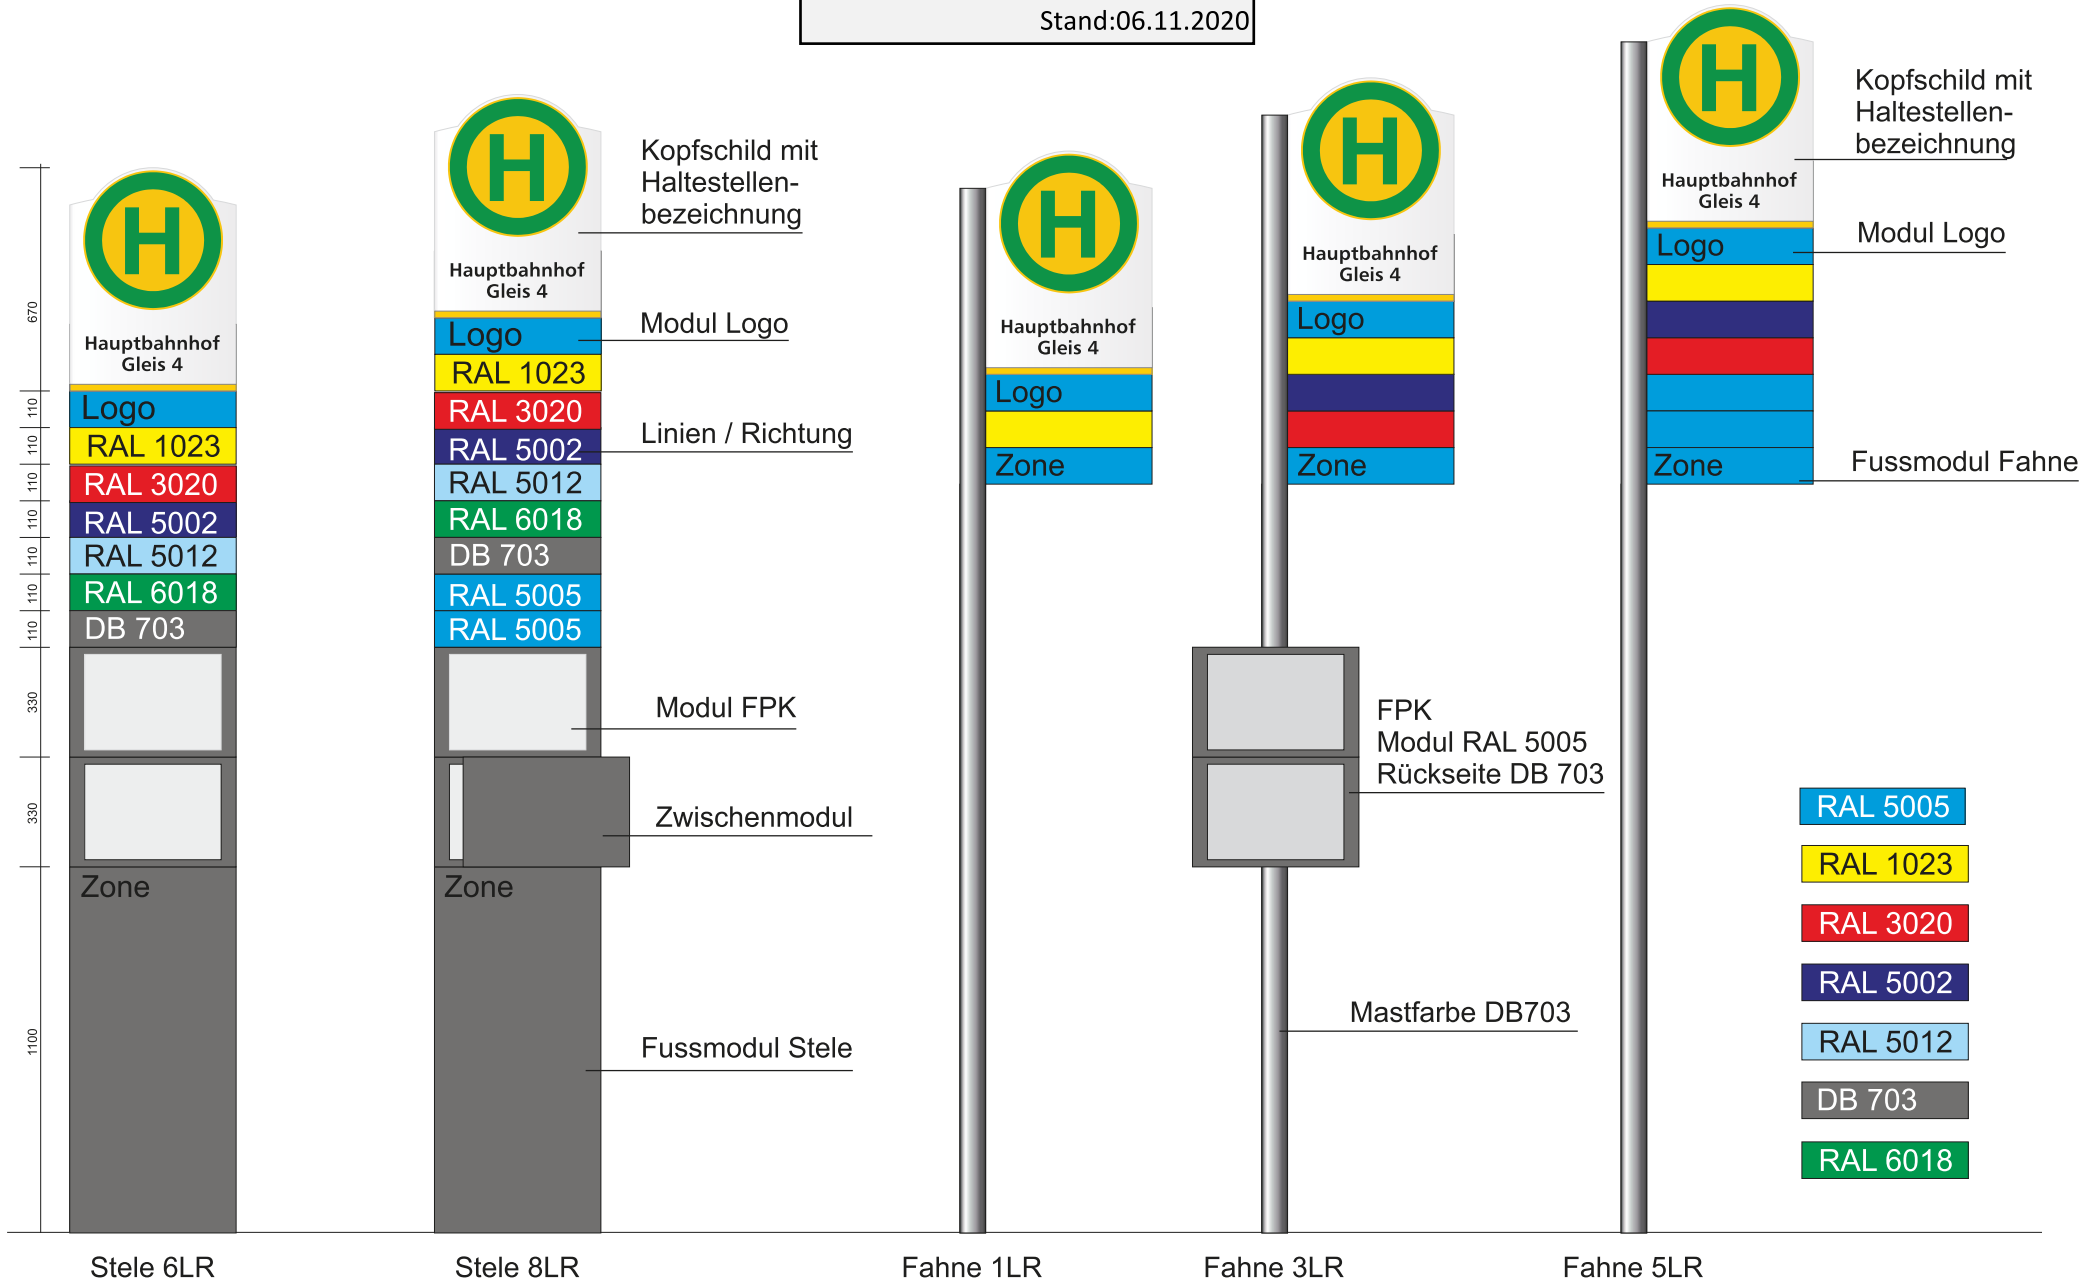 Stand:06.11.2020
670
110
110
110
110
110
110
110
330
330
1100
Hauptbahnhof
Gleis 4
Logo
RAL 1023
RAL 3020
RAL 5002
RAL 5012
RAL 6018
DB 703
Zone
Stele 6LR
Hauptbahnhof
Gleis 4
Logo
RAL 1023
RAL 3020
RAL 5002
RAL 5012
RAL 6018
DB 703
RAL 5005
RAL 5005
Zone
Stele 8LR
Kopfschild mit
Haltestellen-
bezeichnung
Modul Logo
Linien / Richtung
Modul FPK
Zwischenmodul
Fussmodul Stele
Hauptbahnhof
Gleis 4
Logo
Zone
Fahne 1LR
Hauptbahnhof
Gleis 4
Logo
Zone
FPK
Modul RAL 5005
Rückseite DB 703
Mastfarbe DB703
Fahne 3LR
Hauptbahnhof
Gleis 4
Logo
Zone
Fahne 5LR
Kopfschild mit
Haltestellen-
bezeichnung
Modul Logo
Fussmodul Fahne
RAL 5005
RAL 1023
RAL 3020
RAL 5002
RAL 5012
DB 703
RAL 6018
H
H
H
H
H